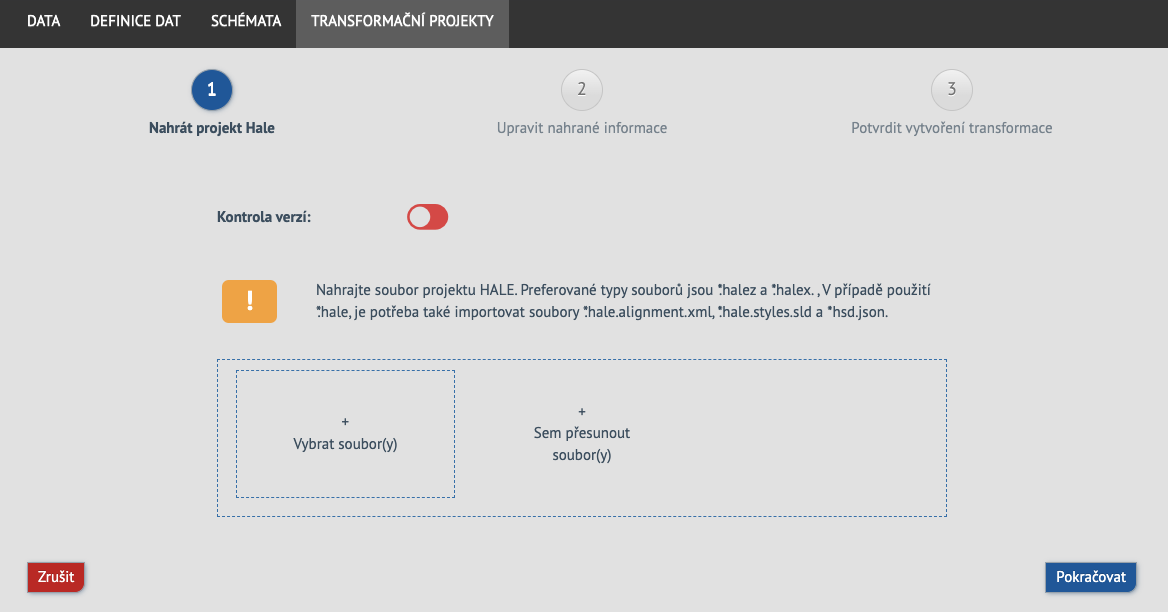 DATA DEFINICE DAT SCHÉMATA TRANSFORMAČNÍ PROJEKTY
1 2 3
Nahrát projekt Hale Upravit nahrané informace Potvrdit vytvoření transformace
Kontrola verzí:
! Nahrajte soubor projektu HALE. Preferované typy souborů jsou *.halez a *.halex. , V případě použití
*.hale, je potřeba také importovat soubory *.hale.alignment.xml, *.hale.styles.sld a *hsd.json.
+
Vybrat soubor(y)
+
Sem přesunout
soubor(y)
Zrušit Pokračovat